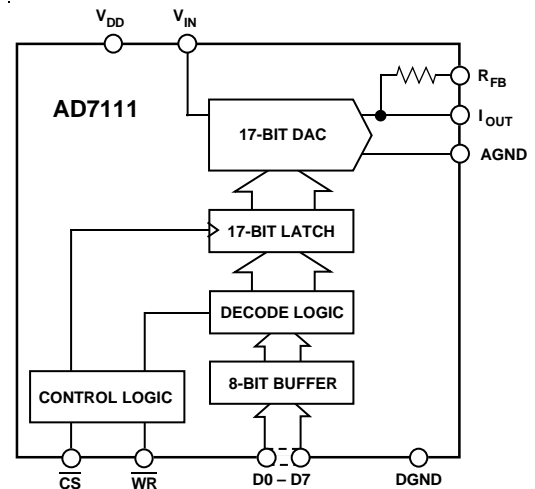 VDD
VIN
RFB
AD7111
17-BIT DAC
IOUT
AGND
17-BIT LATCH
DECODE LOGIC
8-BIT BUFFER
CONTROL LOGIC
CS
WR
D0 – D7
DGND